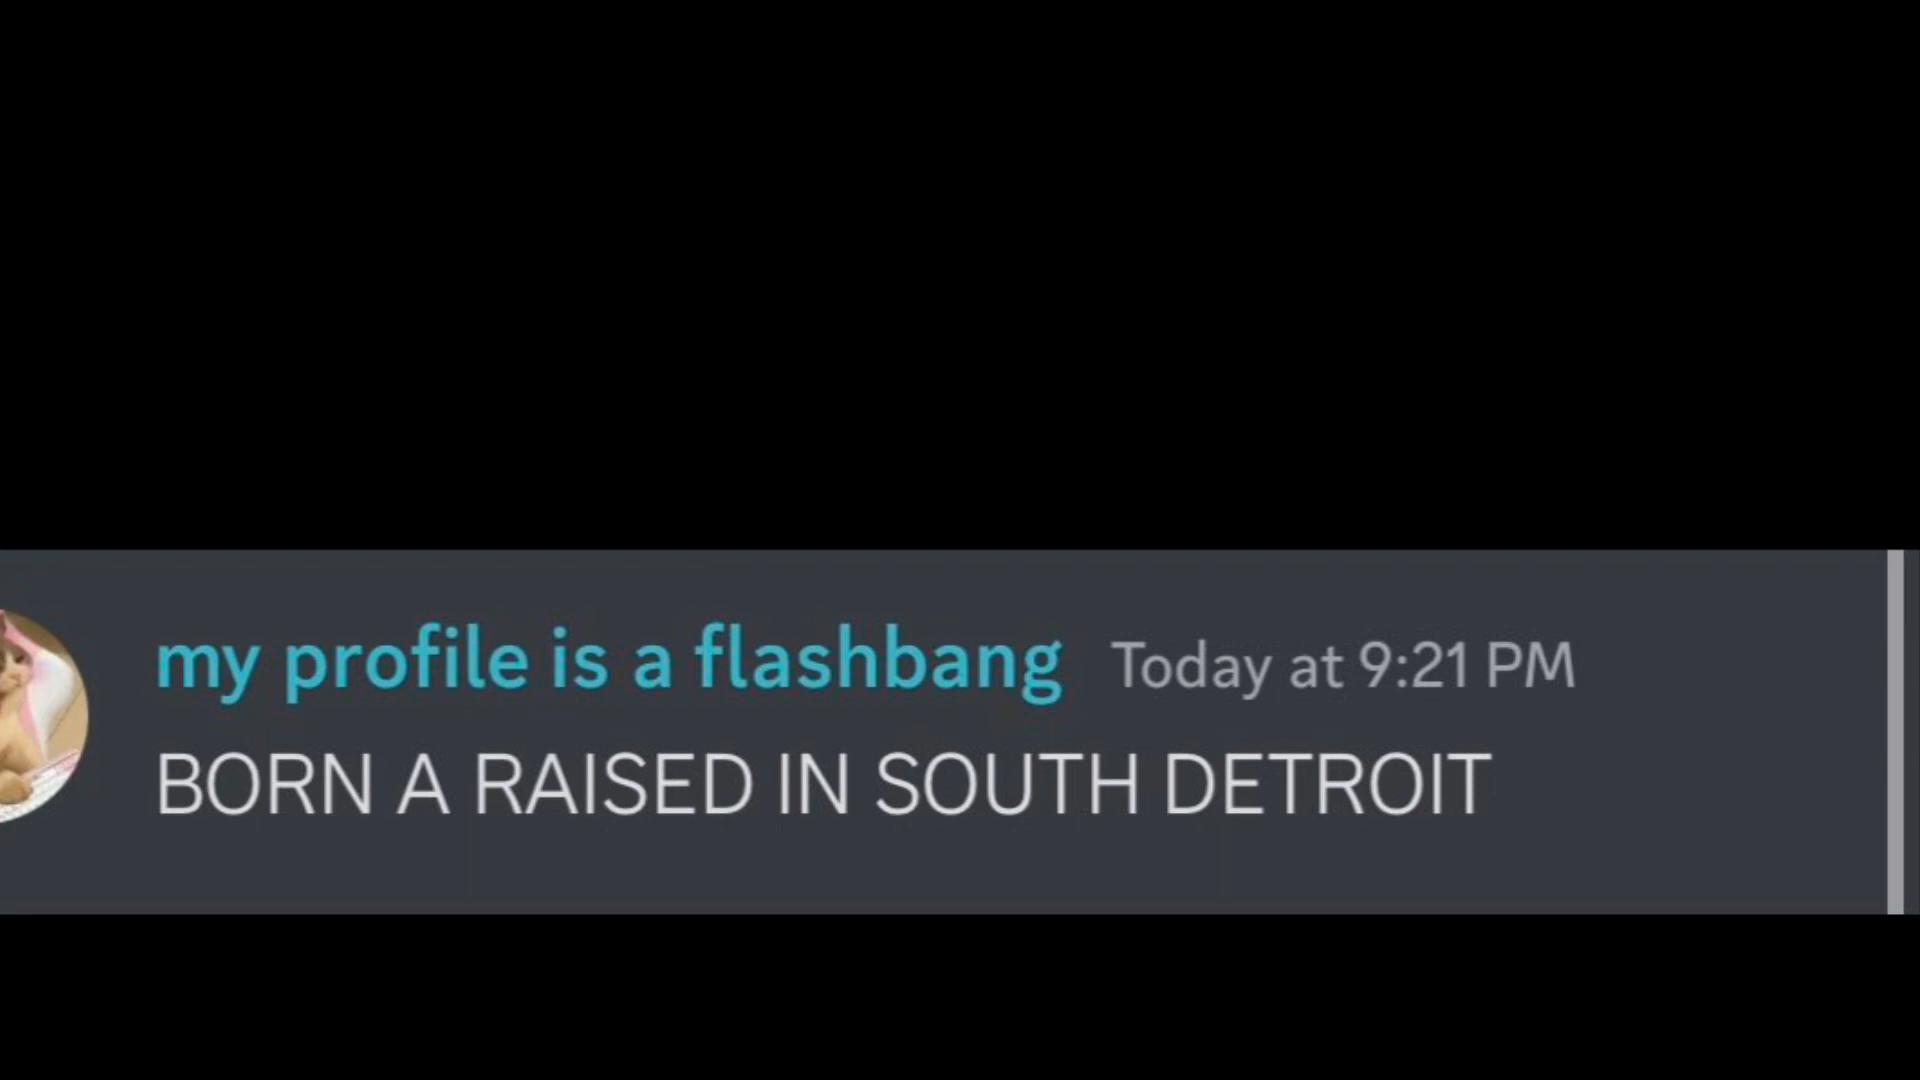 my profile is a flashbang Today at 9:21 PM
BORN A RAISED IN SOUTH DETROIT